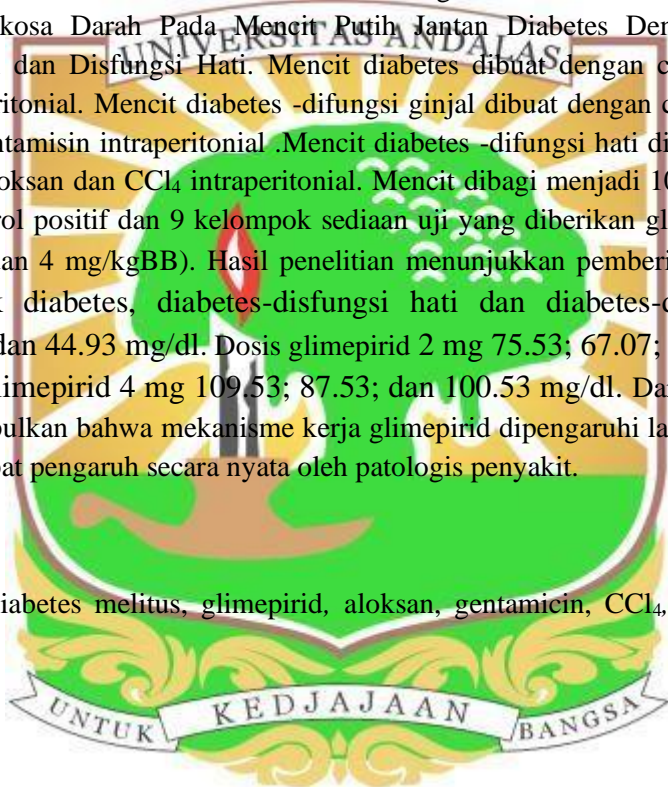 kosa Darah Pada Mencit Putih Jantan Diabetes Den
UNIVERSITAS ANDALAS
dan Disfungsi Hati. Mencit diabetes dibuat dengan c
ritonial. Mencit diabetes -difungsi ginjal dibuat dengan c
ntamisin intraperitonial .Mencit diabetes -difungsi hati di
oksan dan CCl₄ intraperitonial. Mencit dibagi menjadi 10
rol positif dan 9 kelompok sediaan uji yang diberikan gl
dan 4 mg/kgBB). Hasil penelitian menunjukkan pemberi
k diabetes, diabetes-disfungsi hati dan diabetes-d
dan 44.93 mg/dl. Dosis glimepirid 2 mg 75.53; 67.07;
limepirid 4 mg 109.53; 87.53; dan 100.53 mg/dl. Da
pulkan bahwa mekanisme kerja glimepirid dipengaruhi la
pat pengaruh secara nyata oleh patologis penyakit.
iabetes melitus, glimepirid, aloksan, gentamicin, CCl₄,
UNTUK KEDJAJAAN BANGSA